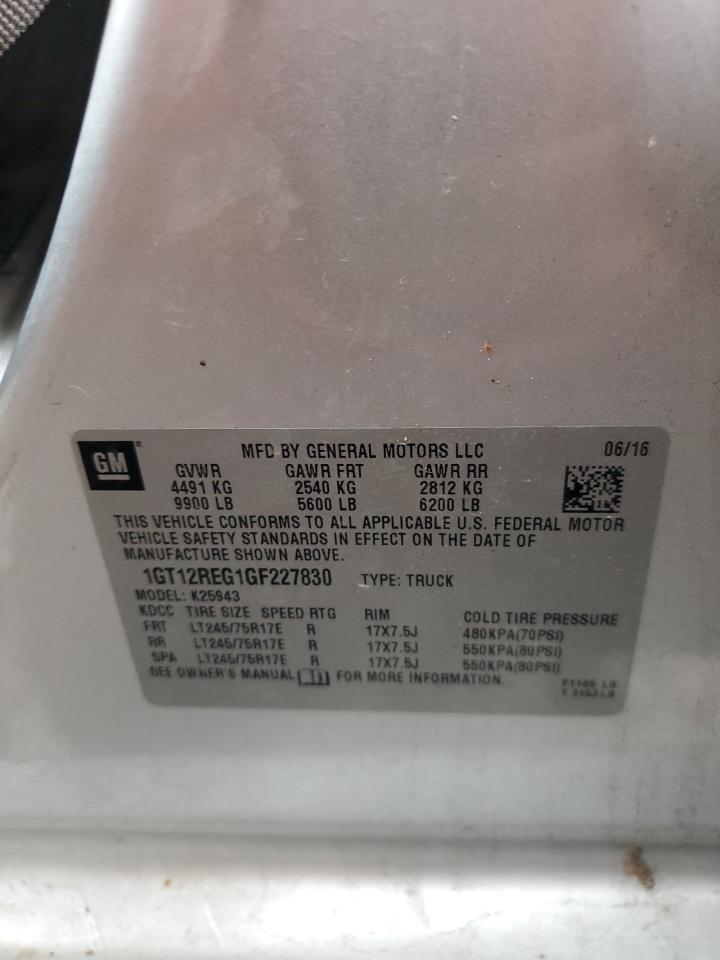 GM
MFD BY GENERAL MOTORS LLC 06/16
GVWR GAWR FRT GAWR RR
4491 KG 2540 KG 2812 KG
9900 LB 5600 LB 6200 LB
THIS VEHICLE CONFORMS TO ALL APPLICABLE U.S. FEDERAL MOTOR
VEHICLE SAFETY STANDARDS IN EFFECT ON THE DATE OF
MANUFACTURE SHOWN ABOVE.
1GT12REG1GF227830 TYPE: TRUCK
MODEL: K25943
KDCC TIRE SIZE SPEED RTG RIM COLD TIRE PRESSURE
FRT LT245/75R17E R 17X7.5J 480KPA(70PSI)
RR LT245/75R17E R 17X7.5J 550KPA(80PSI)
SPA LT245/75R17E R 17X7.5J 550KPA(80PSI)
SEE OWNER'S MANUAL FOR MORE INFORMATION.